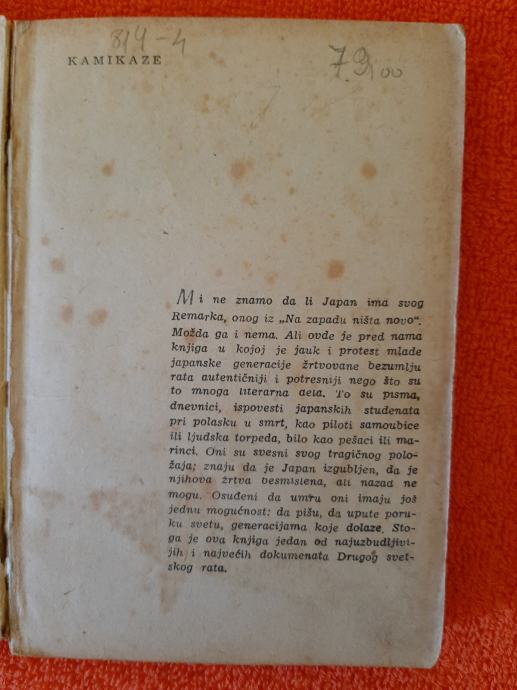 814-4
KAMIKAZE
79,00
Mi ne znamo da li Japan ima svog
Remarka, onog iz „Na zapadu ništa novo“.
Možda ga i nema. Ali ovde je pred nama
knjiga u kojoj je jauk i protest mlade
japanske generacije žrtvovane bezumlju
rata autentičniji i potresniji nego što su
to mnoga literarna dela. To su pisma,
dnevnici, ispovesti japanskih studenata
pri polasku u smrt, kao piloti samoubice
ili ljudska torpeda, bilo kao pešaci ili ma-
rinci. Oni su svesni svog tragičnog polo-
žaja; znaju da je Japan izgubljen, da je
njihova žrtva besmislena, ali nazad ne
mogu. Osuđeni da umru oni imaju još
jednu mogućnost: da pišu, da upute poru-
ku svetu, generacijama koje dolaze. Sto-
ga je ova knjiga jedan od najuzbudljivi-
jih i najvećih dokumenata Drugog svet-
skog rata.